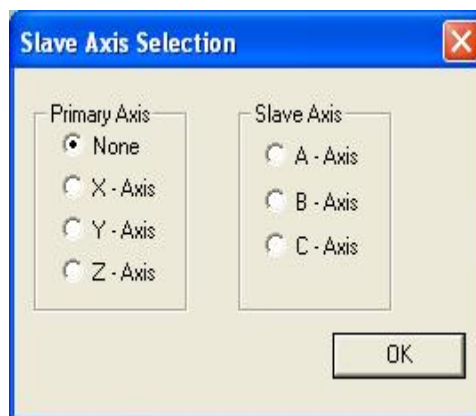 Slave Axis Selection
Primary Axis
None
X - Axis
Y - Axis
Z - Axis
Slave Axis
A - Axis
B - Axis
C - Axis
OK